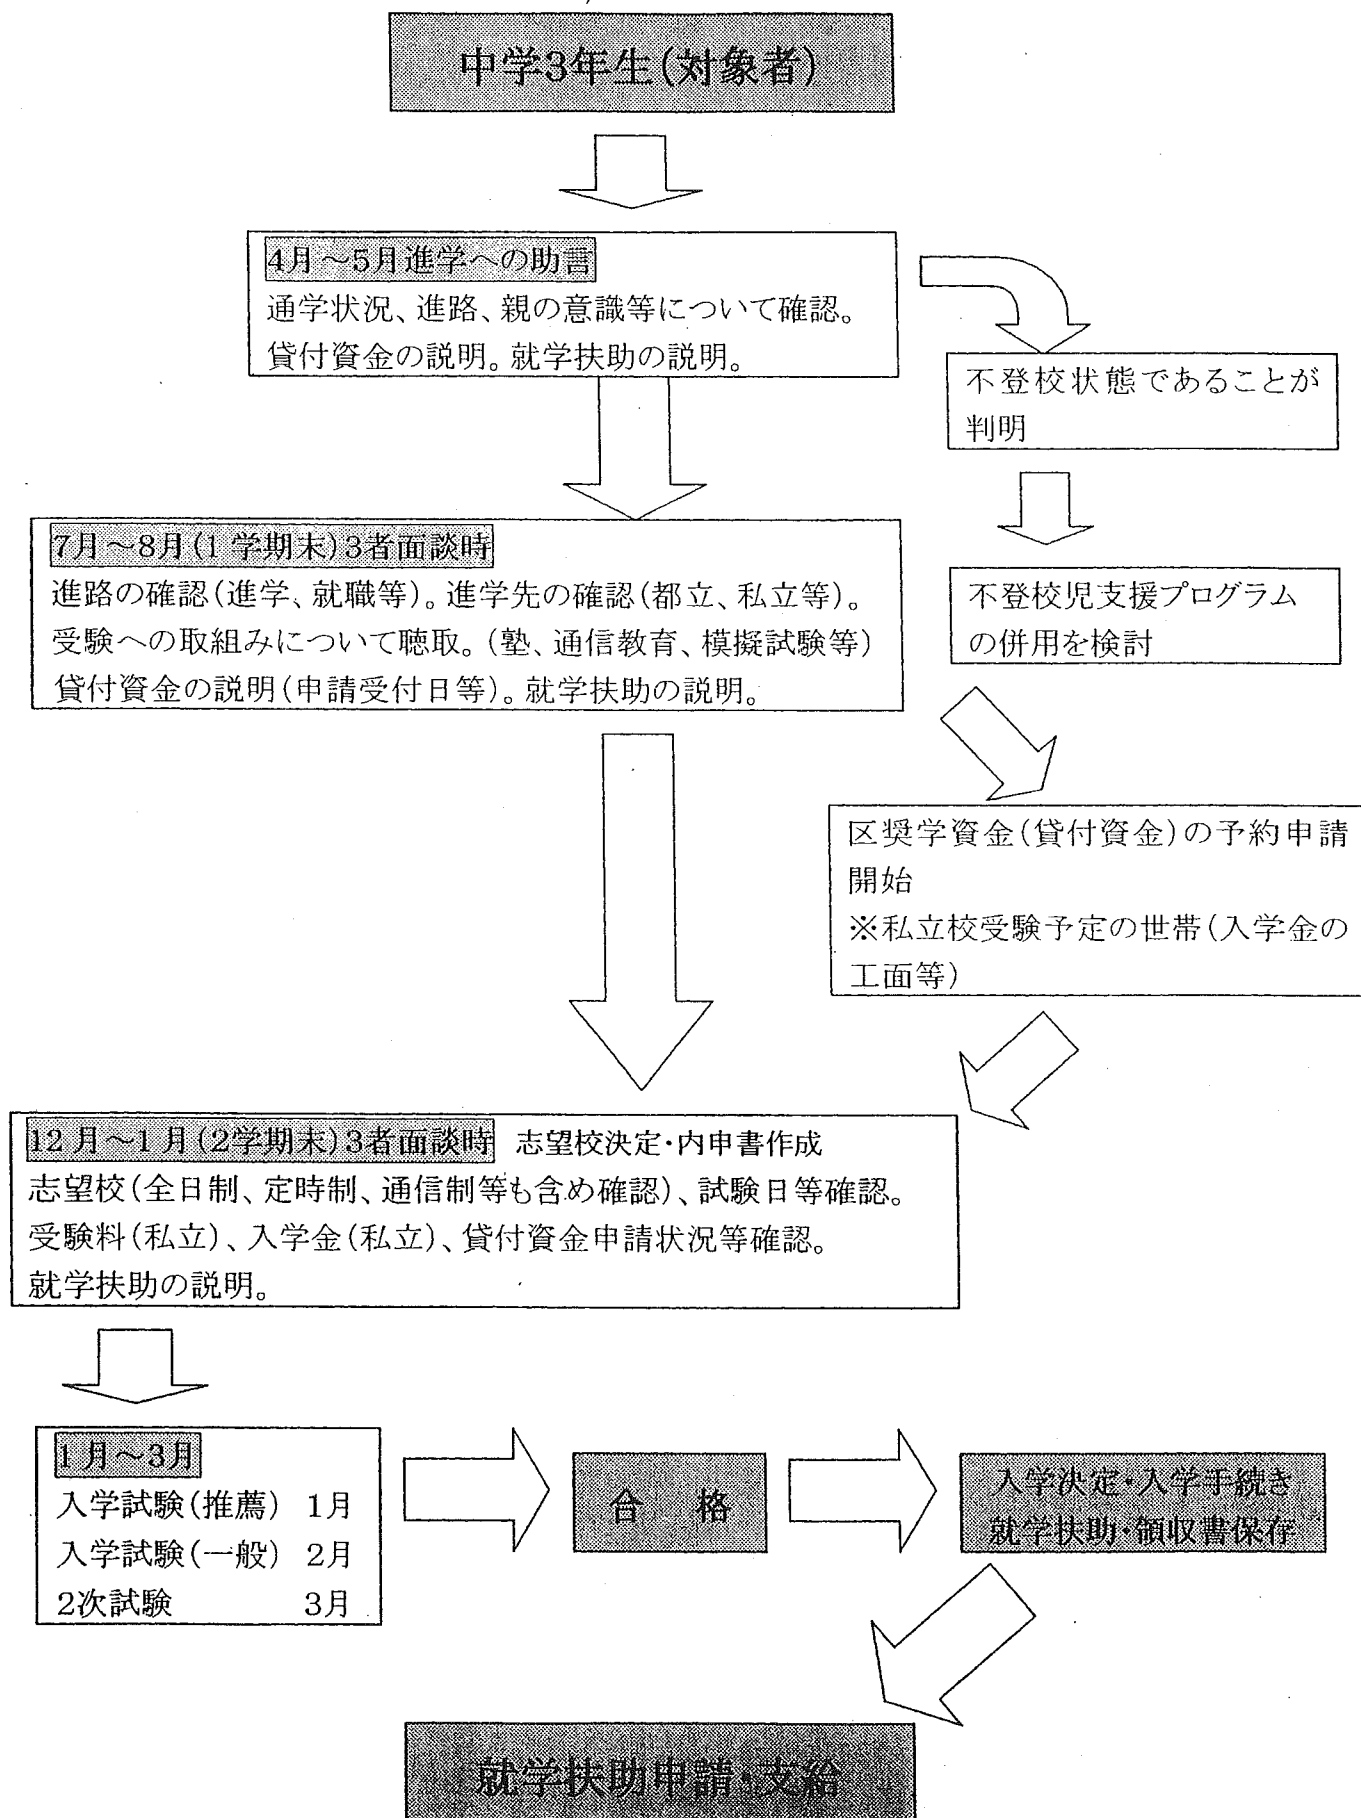 中学3年生(対象者)
4月～5月進学への助言
通学状況、進路、親の意識等について確認。
貸付資金の説明。就学扶助の説明。
不登校状態であることが
判明
7月～8月(1学期末)3者面談時
進路の確認(進学、就職等)。進学先の確認(都立、私立等)。
受験への取組みについて聴取。(塾、通信教育、模擬試験等)
貸付資金の説明(申請受付日等)。就学扶助の説明。
不登校児支援プログラム
の併用を検討
区奨学資金(貸付資金)の予約申請
開始
※私立校受験予定の世帯(入学金の
工面等)
12月～1月(2学期末)3者面談時 志望校決定・内申書作成
志望校(全日制、定時制、通信制等も含め確認)、試験日等確認。
受験料(私立)、入学金(私立)、貸付資金申請状況等確認。
就学扶助の説明。
1月～3月
入学試験(推薦) 1月
入学試験(一般) 2月
2次試験 3月
合 格
入学決定・入学手続き
就学扶助・領収書保存
就学扶助申請・支給